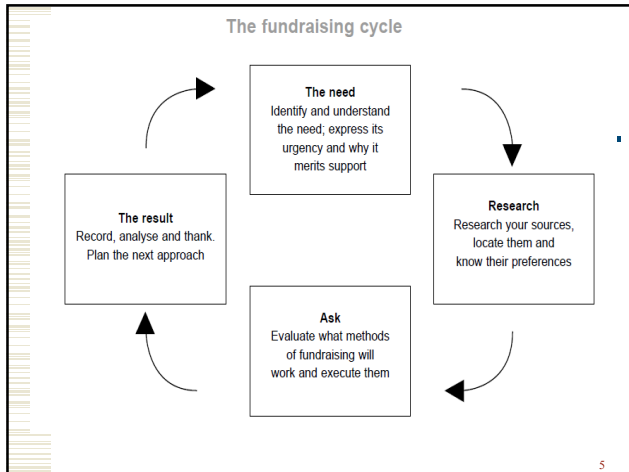 The fundraising cycle
The need
Identify and understand
the need; express its
urgency and why it
merits support
The result
Record, analyse and thank.
Plan the next approach
Research
Research your sources,
locate them and
know their preferences
Ask
Evaluate what methods
of fundraising will
work and execute them
5